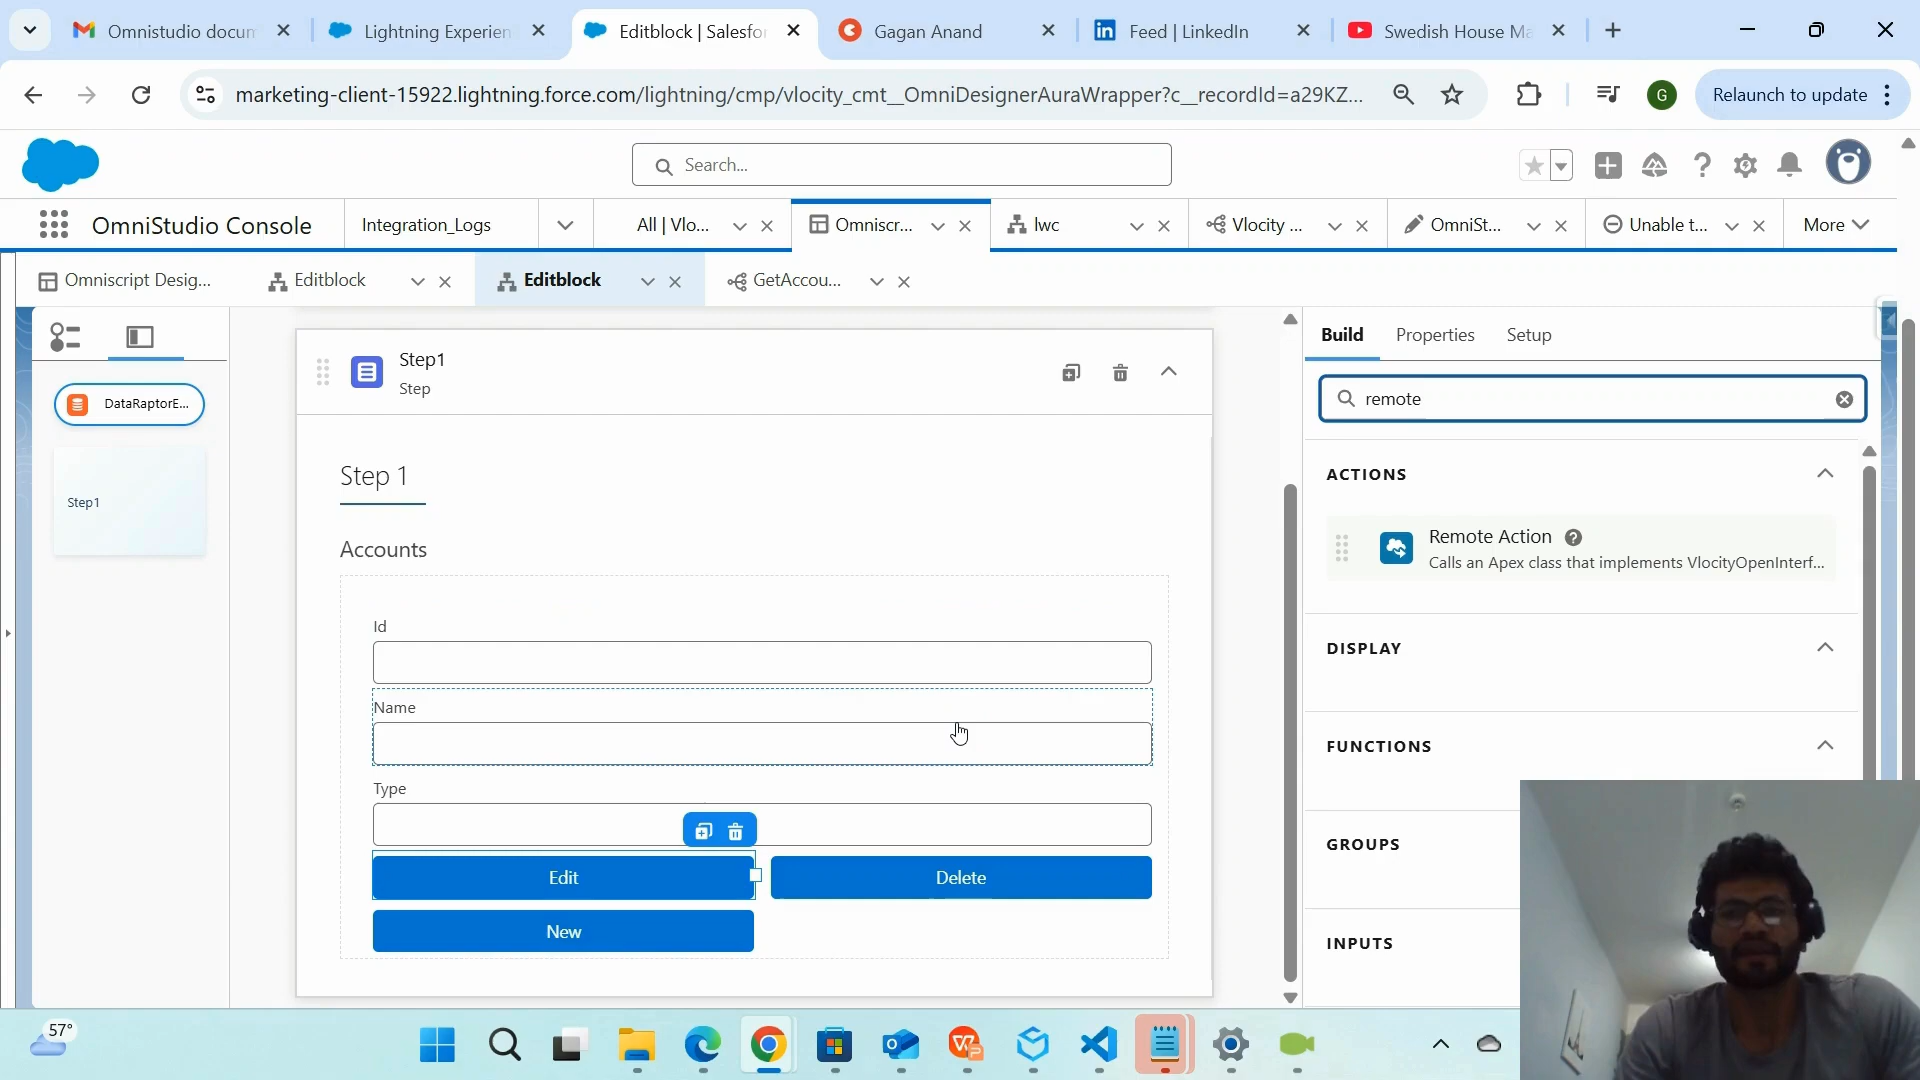 Omnistudio docum
Lightning Experien
Editblock | Salesfor
Gagan Anand
Feed | LinkedIn
Swedish House Ma
marketing-client-15922.lightning.force.com/lightning/cmp/vlocity_cmt__OmniDesignerAuraWrapper?c__recordId=a29KZ...
G
Relaunch to update
Search...
OmniStudio Console
Integration_Logs
All | Vlo...
Omniscr...
lwc
Vlocity ...
OmniSt...
Unable t...
More
Omniscript Desig...
Editblock
Editblock
GetAccou...
Build
Properties
Setup
remote
DataRaptorE...
Step1
Step1
Step
Step 1
Accounts
Id
Name
Type
Edit
Delete
New
ACTIONS
Remote Action
Calls an Apex class that implements VlocityOpenInterf...
DISPLAY
FUNCTIONS
GROUPS
INPUTS
57°